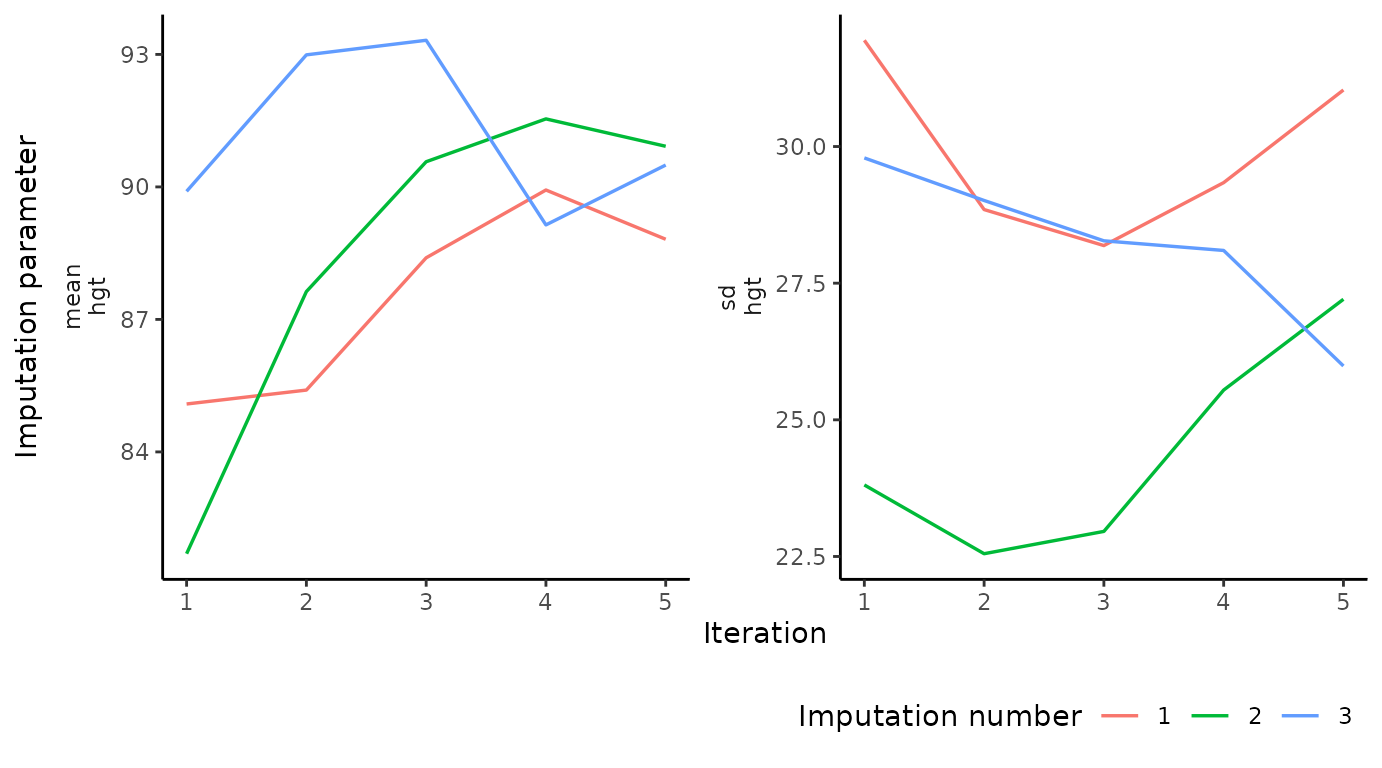 Imputation parameter
mean
hgt
93
90
87
84
1 2 3 4 5
sd
hgt
30.0
27.5
25.0
22.5
1 2 3 4 5
Iteration
Imputation number 1 2 3